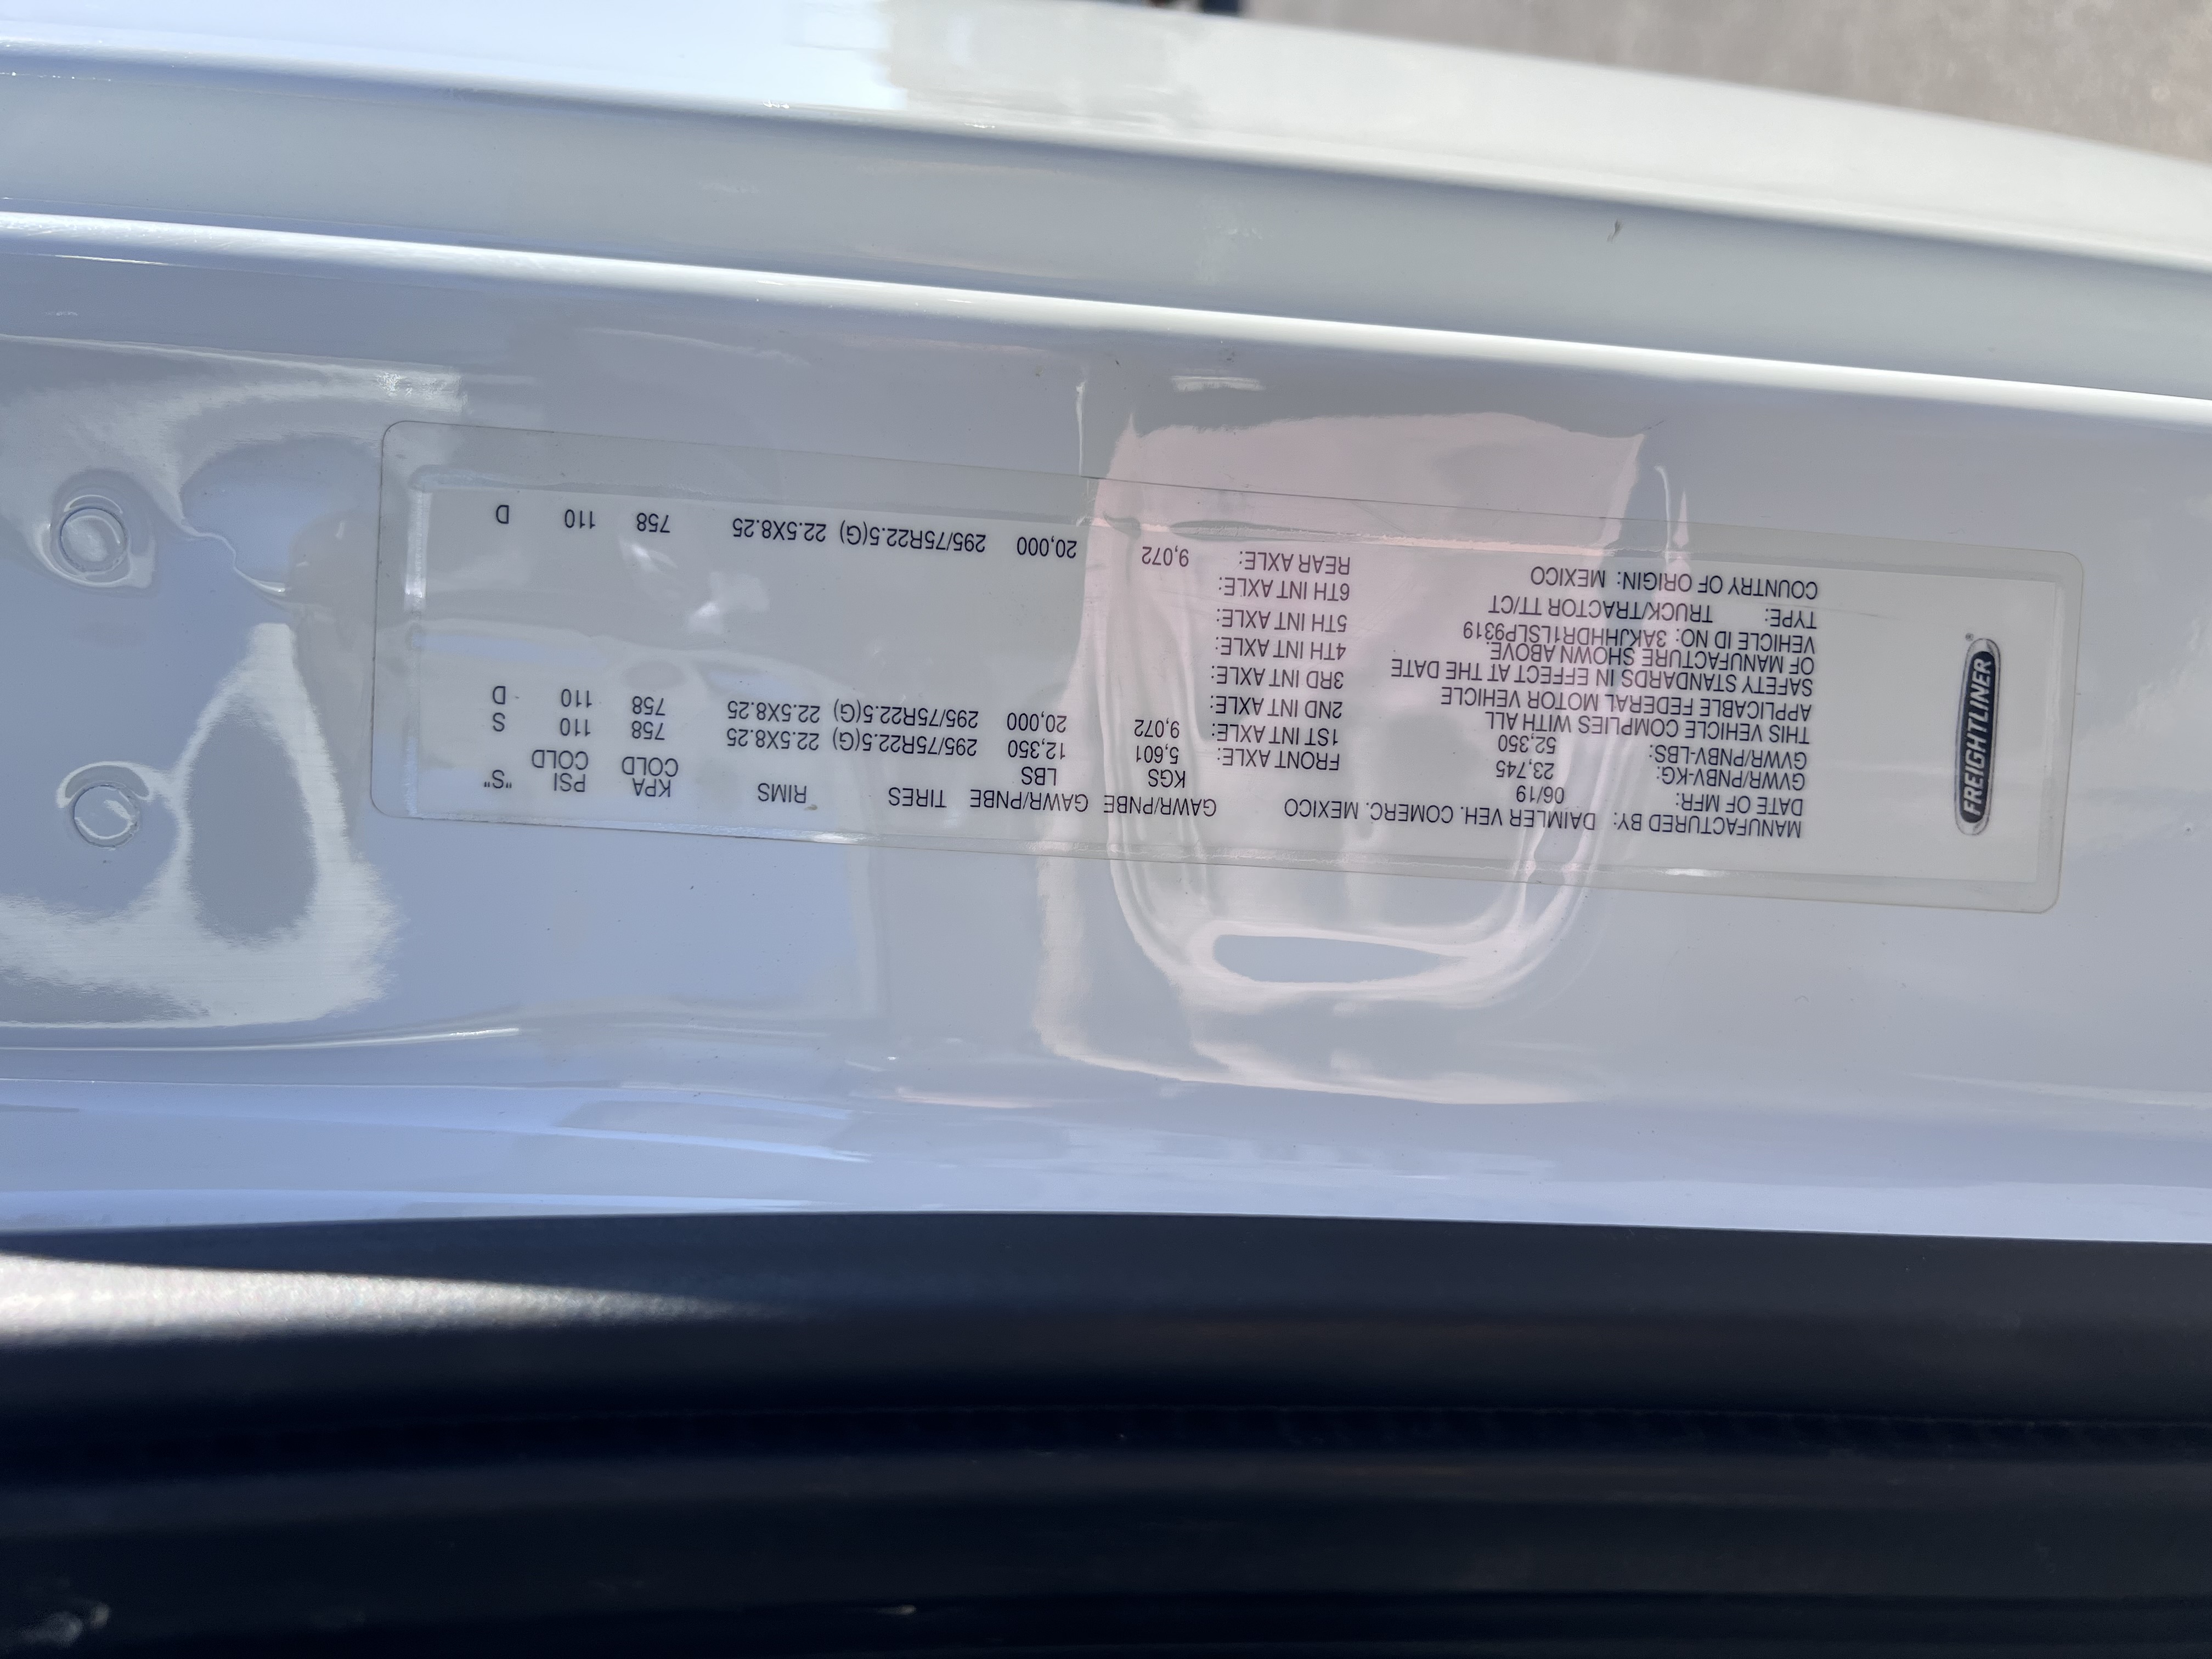 FREIGHTLINER®
MANUFACTURED BY: DAIMLER VEH. COMERC. MEXICO
DATE OF MFR: 06/19
GVWR/PNBV-KG: 23,745
GVWR/PNBV-LBS: 52,350
THIS VEHICLE COMPLIES WITH ALL
APPLICABLE FEDERAL MOTOR VEHICLE
SAFETY STANDARDS IN EFFECT AT THE DATE
OF MANUFACTURE SHOWN ABOVE.
VEHICLE ID NO: 3AKJHHDR1LSLP9319
TYPE: TRUCK/TRACTOR TT/CT
COUNTRY OF ORIGIN: MEXICO
GAWR/PNBE GAWR/PNBE TIRES RIMS KPA PSI "S"
KGS LBS COLD COLD
FRONT AXLE: 5,601 12,350 295/75R22.5(G) 22.5X8.25 758 110 S
1ST INT AXLE: 9,072 20,000 295/75R22.5(G) 22.5X8.25 758 110 D
2ND INT AXLE:
3RD INT AXLE:
4TH INT AXLE:
5TH INT AXLE:
6TH INT AXLE:
REAR AXLE: 9,072 20,000 295/75R22.5(G) 22.5X8.25 758 110 D